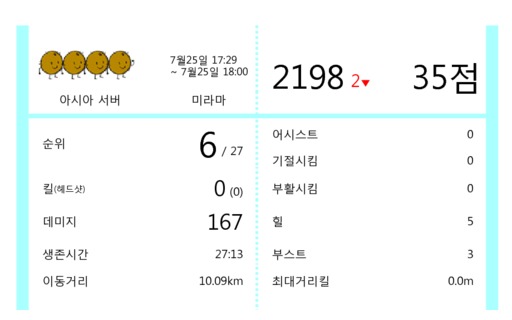 7월25일 17:29
~ 7월25일 18:00
아시아 서버
미라마
2198 2▼
35점
순위
6 / 27
킬(헤드샷)
0 (0)
데미지
167
생존시간
27:13
이동거리
10.09km
어시스트
0
기절시킴
0
부활시킴
0
힐
5
부스트
3
최대거리킬
0.0m